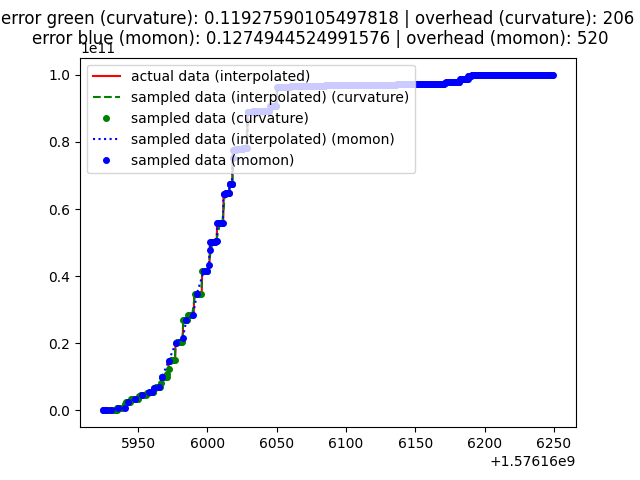 error green (curvature): 0.11927590105497818 | overhead (curvature): 206
error blue (momon): 0.1274944524991576 | overhead (momon): 520
1e11
actual data (interpolated)
sampled data (interpolated) (curvature)
sampled data (curvature)
sampled data (interpolated) (momon)
sampled data (momon)
1.0
0.8
0.6
0.4
0.2
0.0
5950 6000 6050 6100 6150 6200 6250
+1.57616e9